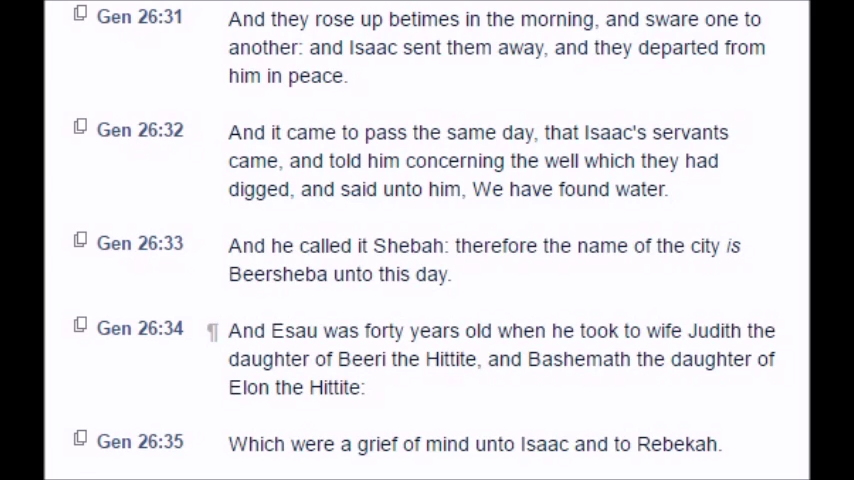 Gen 26:31 And they rose up betimes in the morning, and sware one to
another: and Isaac sent them away, and they departed from
him in peace.
Gen 26:32 And it came to pass the same day, that Isaac's servants
came, and told him concerning the well which they had
digged, and said unto him, We have found water.
Gen 26:33 And he called it Shebah: therefore the name of the city is
Beersheba unto this day.
Gen 26:34 ¶ And Esau was forty years old when he took to wife Judith the
daughter of Beeri the Hittite, and Bashemath the daughter of
Elon the Hittite:
Gen 26:35 Which were a grief of mind unto Isaac and to Rebekah.